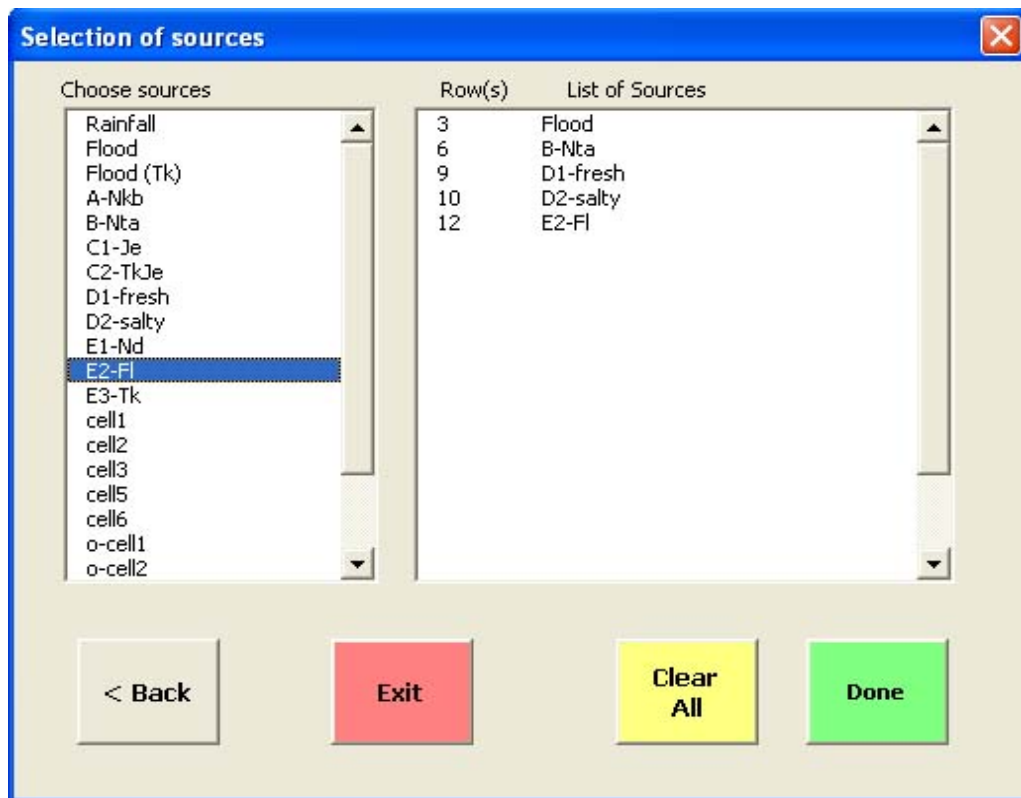 Selection of sources
Choose sources
Rainfall
Flood
Flood (Tk)
A-Nkb
B-Nta
C1-Je
C2-TkJe
D1-fresh
D2-salty
E1-Nd
E2-Fl
E3-Tk
cell1
cell2
cell3
cell5
cell6
o-cell1
o-cell2
Row(s) List of Sources
3 Flood
6 B-Nta
9 D1-fresh
10 D2-salty
12 E2-Fl
< Back
Exit
Clear
All
Done